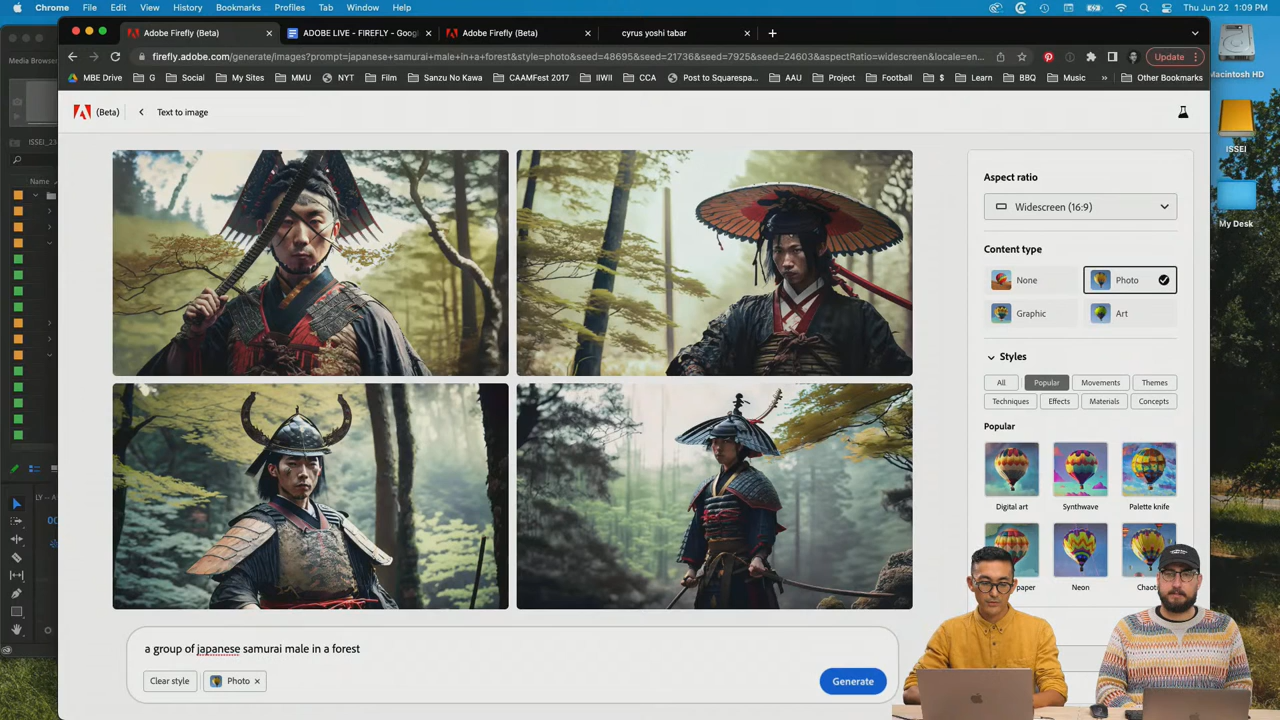 Chrome File Edit View History Bookmarks Profiles Tab Window Help
Thu Jun 22 1:09 PM
Adobe Firefly (Beta)
ADOBE LIVE - FIREFLY - Goog
Adobe Firefly (Beta)
cyrus yoshi tabar
firefly.adobe.com/generate/images?prompt=japanese+samurai+male+in+a+forest&style=photo&seed=48695&seed=21736&seed=7925&seed=24603&aspectRatio=widescreen&locale=en...
Update
MBE Drive
G
Social
My Sites
MMU
NYT
Film
Sanzu No Kawa
CAAMFest 2017
IIWII
CCA
Post to Squarespa...
AAU
Project
Football
$
Learn
BBQ
Music
»
Other Bookmarks
Macintosh HD
ISSEI
My Desk
Media Browser
ISSEI_23
Name
(Beta)
Text to image
Aspect ratio
Widescreen (16:9)
Content type
None
Photo
Graphic
Art
Styles
All
Popular
Movements
Themes
Techniques
Effects
Materials
Concepts
Popular
Digital art
Synthwave
Palette knife
paper
Neon
Chaot
a group of japanese samurai male in a forest
Clear style
Photo
Generate